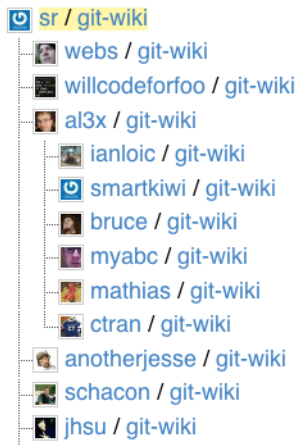 sr / git-wiki
webs / git-wiki
willcodeforfoo / git-wiki
al3x / git-wiki
ianloic / git-wiki
smartkiwi / git-wiki
bruce / git-wiki
myabc / git-wiki
mathias / git-wiki
ctran / git-wiki
anotherjesse / git-wiki
schacon / git-wiki
jhsu / git-wiki